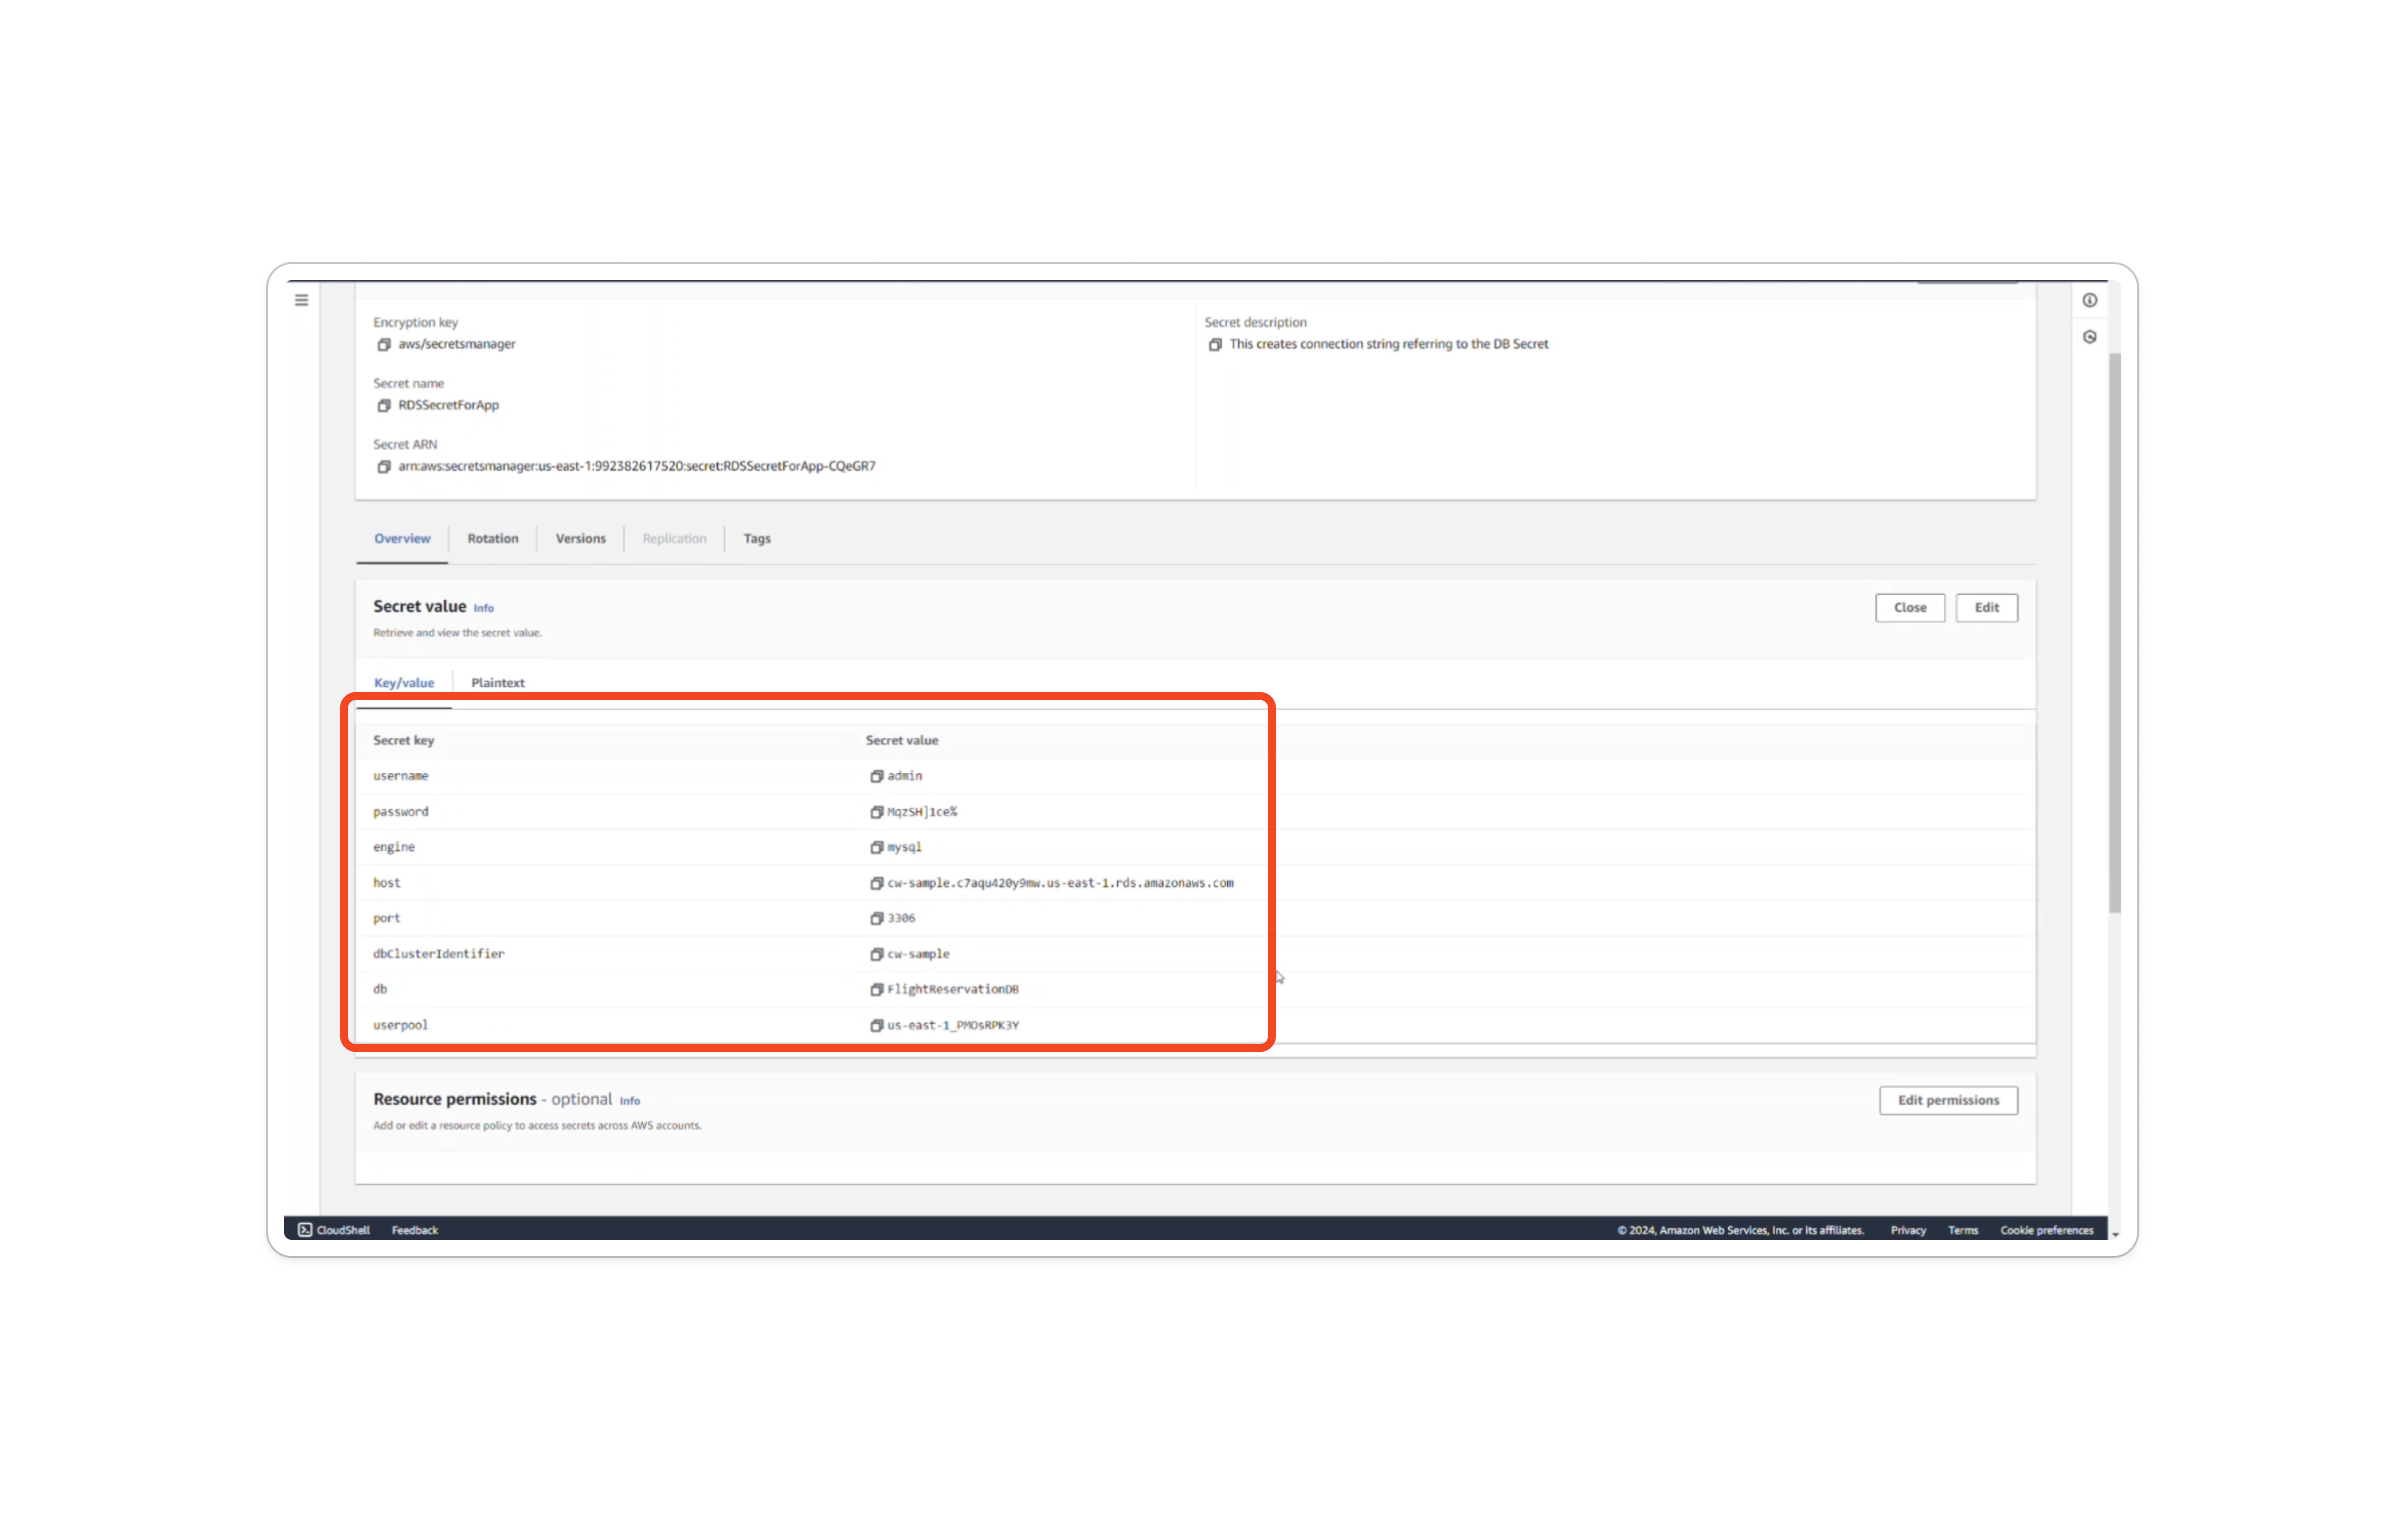 Encryption key
aws/secretsmanager
Secret description
This creates connection string referring to the DB Secret
Secret name
RDSSecretForApp
Secret ARN
arn:aws:secretsmanager:us-east-1:992382617520:secret:RDSSecretForApp-CQeGR7
Overview Rotation Versions Replication Tags
Secret value Info
Retrieve and view the secret value.
Close Edit
Key/value Plaintext
Secret key Secret value
username admin
password MqzSH]1ce%
engine mysql
host cw-sample.c7aqu420y9mw.us-east-1.rds.amazonaws.com
port 3306
dbClusterIdentifier cw-sample
db FlightReservationDB
userpool us-east-1_PMOsRPK3Y
Resource permissions - optional Info
Add or edit a resource policy to access secrets across AWS accounts.
Edit permissions
CloudShell Feedback © 2024, Amazon Web Services, Inc. or its affiliates. Privacy Terms Cookie preferences